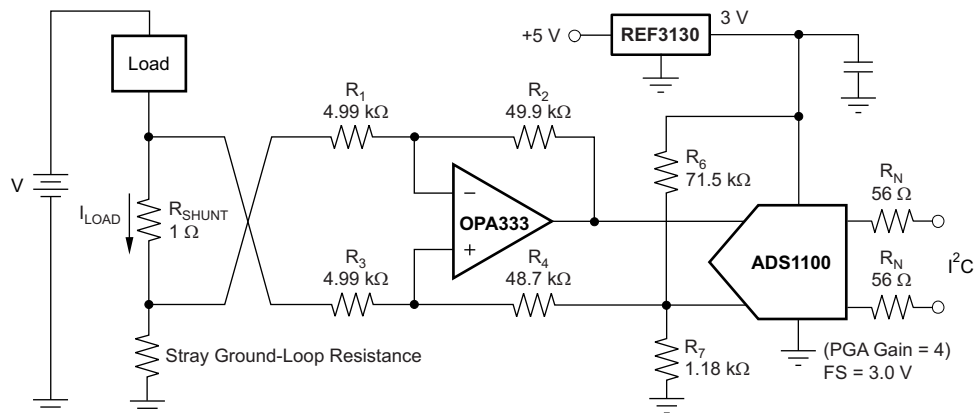 3 V
+5 V
REF3130
Load
R1
4.99 kΩ
R2
49.9 kΩ
R6
71.5 kΩ
V
ILOAD
RSHUNT
1 Ω
−
OPA333
+
RN
56 Ω
ADS1100
I2C
R3
4.99 kΩ
R4
48.7 kΩ
RN
56 Ω
Stray Ground-Loop Resistance
R7
1.18 kΩ
(PGA Gain = 4)
FS = 3.0 V